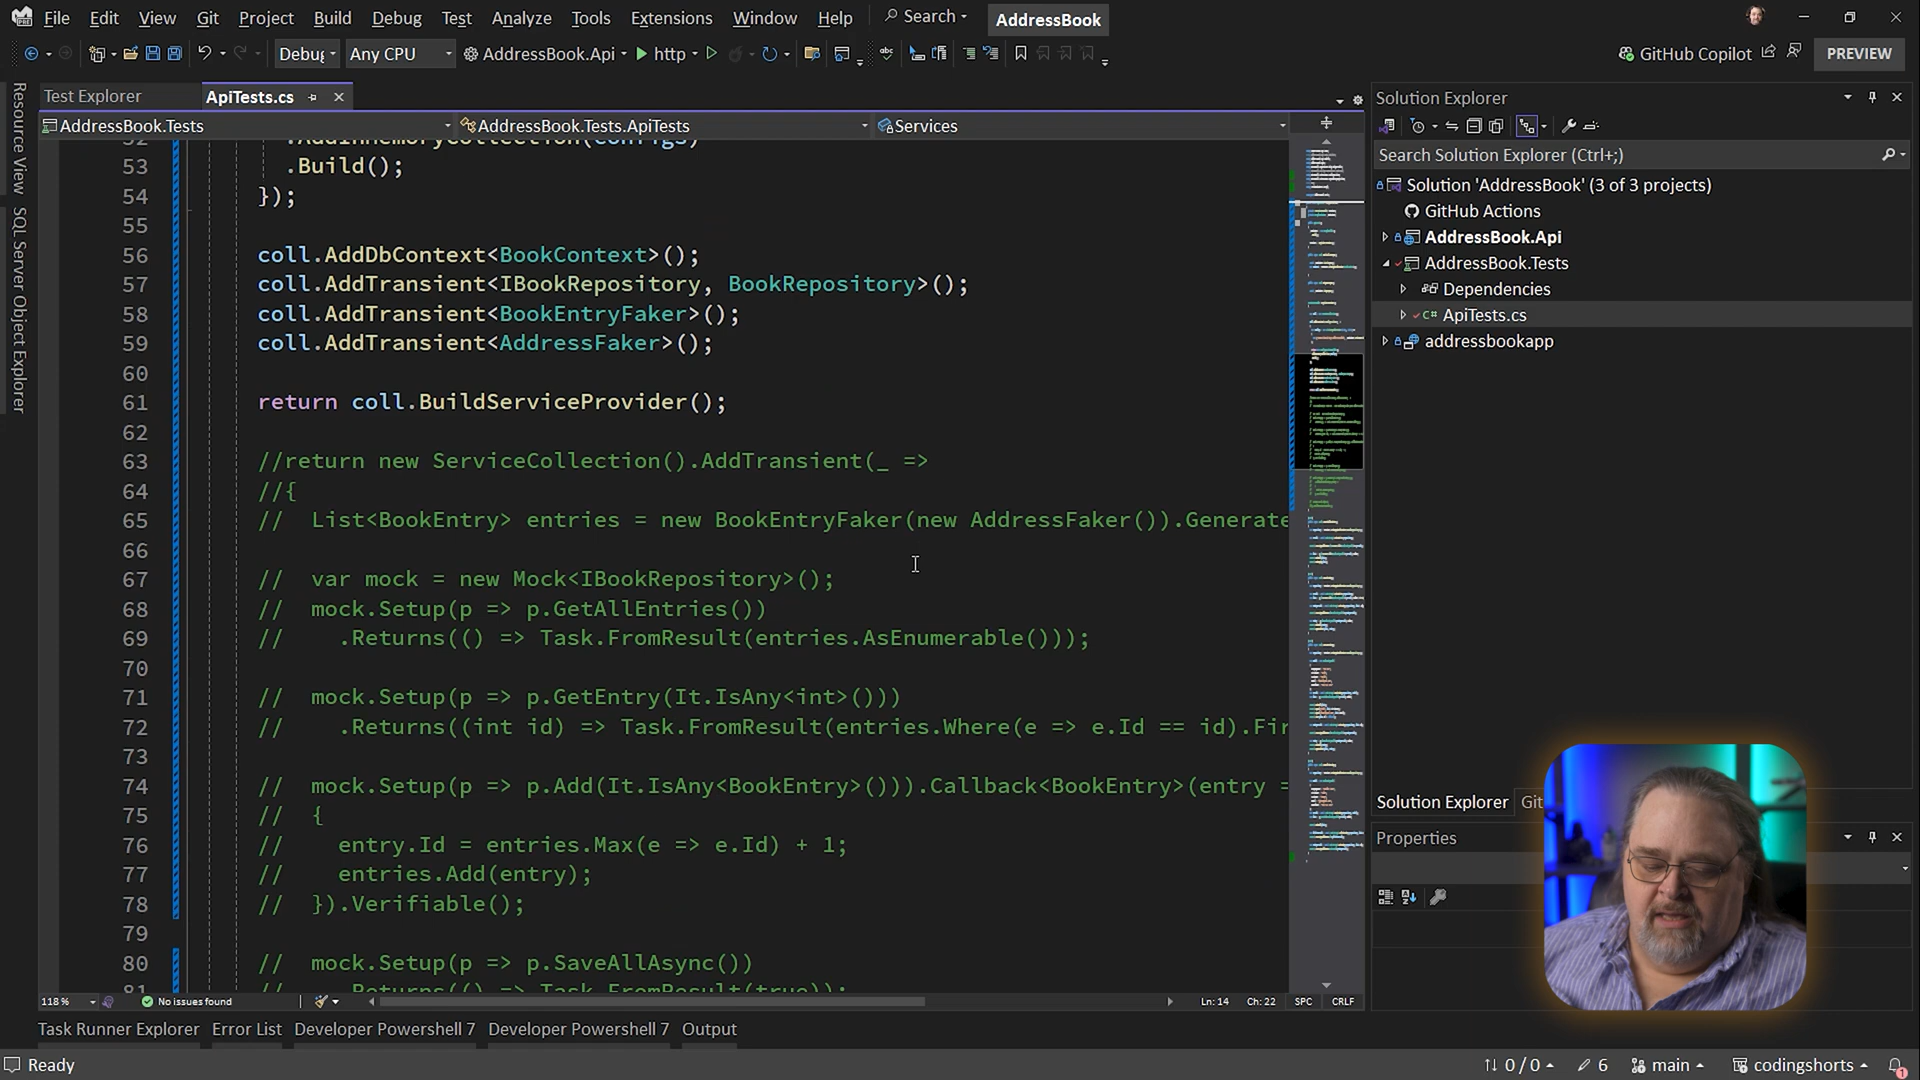 File Edit View Git Project Build Debug Test Analyze Tools Extensions Window Help Search AddressBook
Debug Any CPU AddressBook.Api http GitHub Copilot PREVIEW
Resource View
SQL Server Object Explorer
Test Explorer ApiTests.cs
AddressBook.Tests AddressBook.Tests.ApiTests Services
53 .Build();
54 });
55
56 coll.AddDbContext<BookContext>();
57 coll.AddTransient<IBookRepository, BookRepository>();
58 coll.AddTransient<BookEntryFaker>();
59 coll.AddTransient<AddressFaker>();
60
61 return coll.BuildServiceProvider();
62
63 //return new ServiceCollection().AddTransient(_ =>
64 //{
65 //  List<BookEntry> entries = new BookEntryFaker(new AddressFaker()).Generate
66
67 //  var mock = new Mock<IBookRepository>();
68 //  mock.Setup(p => p.GetAllEntries())
69 //    .Returns(() => Task.FromResult(entries.AsEnumerable()));
70
71 //  mock.Setup(p => p.GetEntry(It.IsAny<int>()))
72 //    .Returns((int id) => Task.FromResult(entries.Where(e => e.Id == id).Fir
73
74 //  mock.Setup(p => p.Add(It.IsAny<BookEntry>())).Callback<BookEntry>(entry =
75 //  {
76 //    entry.Id = entries.Max(e => e.Id) + 1;
77 //    entries.Add(entry);
78 //  }).Verifiable();
79
80 //  mock.Setup(p => p.SaveAllAsync())
81 //    .Returns(() => Task.FromResult(true));
118 % No issues found Ln: 14 Ch: 22 SPC CRLF
Solution Explorer
Search Solution Explorer (Ctrl+;)
Solution 'AddressBook' (3 of 3 projects)
GitHub Actions
AddressBook.Api
AddressBook.Tests
Dependencies
C# ApiTests.cs
addressbookapp
Solution Explorer Git
Properties
Task Runner Explorer Error List Developer Powershell 7 Developer Powershell 7 Output
Ready 0 / 0 6 main codingshorts 1